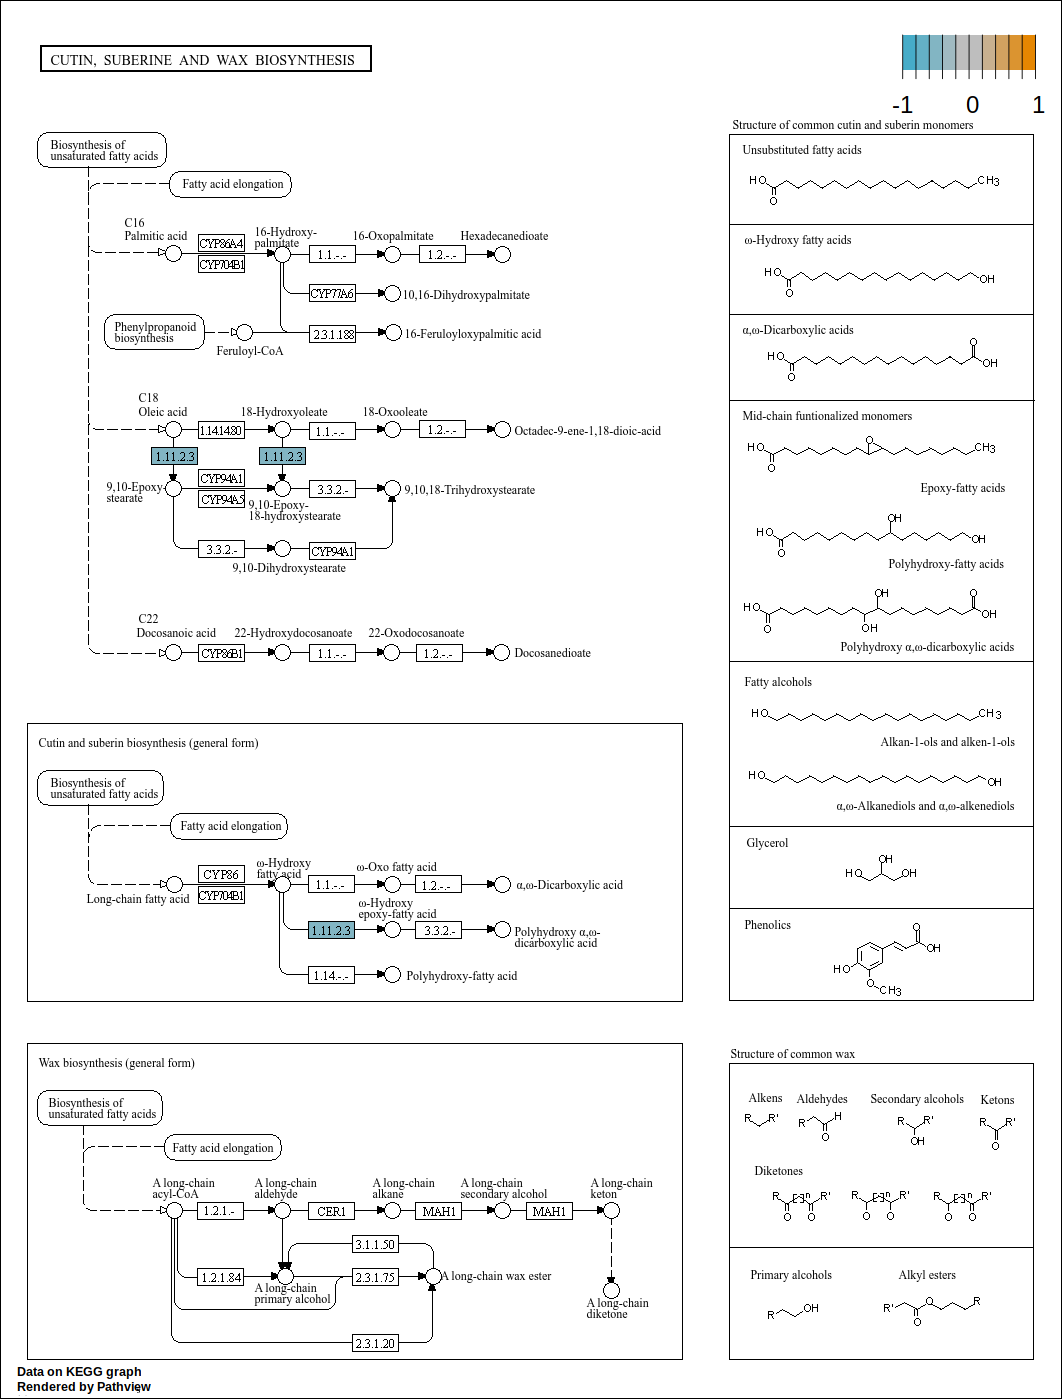 CUTIN, SUBERINE AND WAX BIOSYNTHESIS
-1 0 1
Biosynthesis of
unsaturated fatty acids
Fatty acid elongation
C16
Palmitic acid
CYP86A4
CYP704B1
16-Hydroxy-
palmitate
1.1.-.-
16-Oxopalmitate
1.2.-.-
Hexadecanedioate
CYP77A6
10,16-Dihydroxypalmitate
Phenylpropanoid
biosynthesis
Feruloyl-CoA
2.3.1.188
16-Feruloyloxypalmitic acid
C18
Oleic acid
1.14.14.80
18-Hydroxyoleate
1.1.-.-
18-Oxooleate
1.2.-.-
Octadec-9-ene-1,18-dioic-acid
1.11.2.3
1.11.2.3
9,10-Epoxy-
stearate
CYP94A1
CYP94A5
9,10-Epoxy-
18-hydroxystearate
3.3.2.-
9,10,18-Trihydroxystearate
3.3.2.-
9,10-Dihydroxystearate
CYP94A1
C22
Docosanoic acid
CYP86B1
22-Hydroxydocosanoate
1.1.-.-
22-Oxodocosanoate
1.2.-.-
Docosanedioate
Cutin and suberin biosynthesis (general form)
Biosynthesis of
unsaturated fatty acids
Fatty acid elongation
Long-chain fatty acid
CYP86
CYP704B1
ω-Hydroxy
fatty acid
1.1.-.-
ω-Oxo fatty acid
1.2.-.-
α,ω-Dicarboxylic acid
1.11.2.3
ω-Hydroxy
epoxy-fatty acid
3.3.2.-
Polyhydroxy α,ω-
dicarboxylic acid
1.14.-.-
Polyhydroxy-fatty acid
Wax biosynthesis (general form)
Biosynthesis of
unsaturated fatty acids
Fatty acid elongation
A long-chain
acyl-CoA
1.2.1.-
A long-chain
aldehyde
CER1
A long-chain
alkane
MAH1
A long-chain
secondary alcohol
MAH1
A long-chain
keton
3.1.1.50
1.2.1.84
A long-chain
primary alcohol
2.3.1.75
A long-chain wax ester
2.3.1.20
A long-chain
diketone
Structure of common cutin and suberin monomers
Unsubstituted fatty acids
HO O CH3
ω-Hydroxy fatty acids
HO O OH
α,ω-Dicarboxylic acids
HO O O OH
Mid-chain funtionalized monomers
HO O O CH3
Epoxy-fatty acids
HO O OH OH
Polyhydroxy-fatty acids
HO O OH OH O OH
Polyhydroxy α,ω-dicarboxylic acids
Fatty alcohols
HO CH3
Alkan-1-ols and alken-1-ols
HO OH
α,ω-Alkanediols and α,ω-alkenediols
Glycerol
HO OH OH
Phenolics
HO O CH3 O OH
Structure of common wax
Alkens
R R'
Aldehydes
R O H
Secondary alcohols
R R' OH
Ketons
R R' O
Diketones
R n R' O O
R n R' O O
R n R' O O
Primary alcohols
R OH
Alkyl esters
R' O O R
Data on KEGG graph
Rendered by Pathview